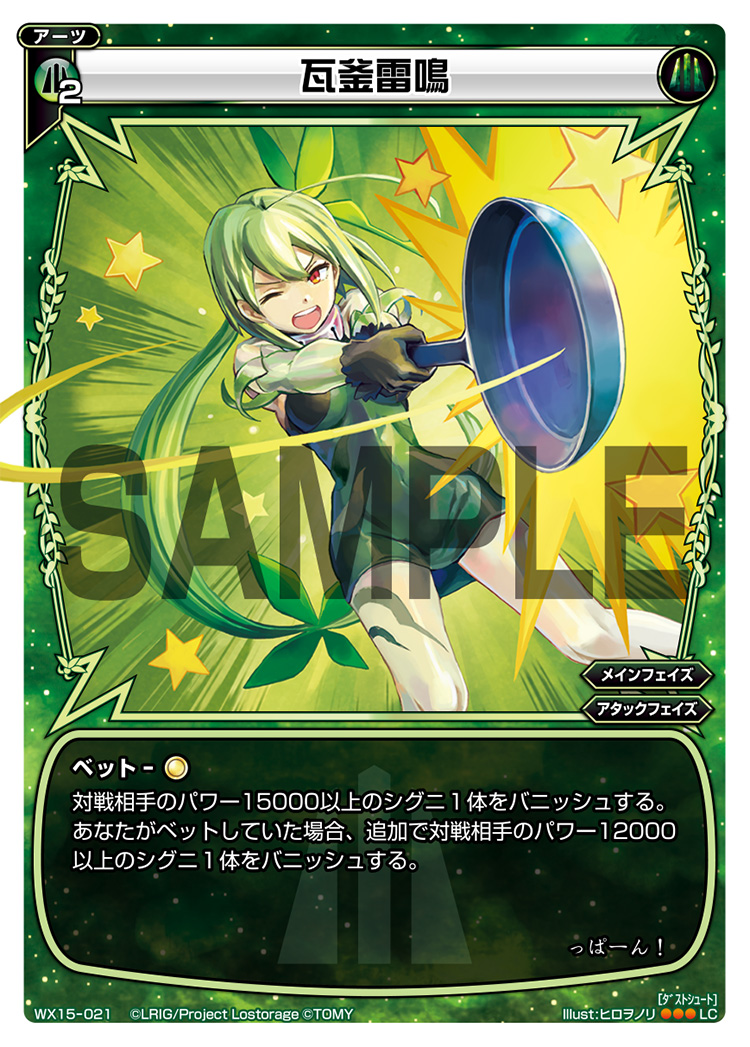 アーツ
2
瓦釜雷鳴
SAMPLE
メインフェイズ
アタックフェイズ
ベット－
対戦相手のパワー15000以上のシグニ１体をバニッシュする。
あなたがベットしていた場合、追加で対戦相手のパワー12000
以上のシグニ１体をバニッシュする。
っぱーん！
[ﾀﾞｽﾄｼｭｰﾄ]
WX15-021 ©LRIG/Project Lostorage ©TOMY Illust:ヒロヲノリ LC